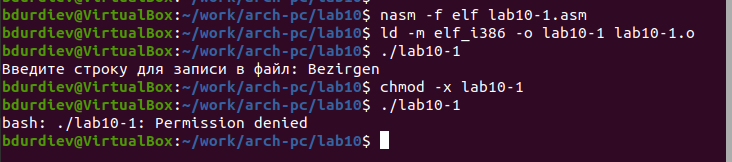 bdurdiev@VirtualBox:~/work/arch-pc/lab10$ nasm -f elf lab10-1.asm
bdurdiev@VirtualBox:~/work/arch-pc/lab10$ ld -m elf_i386 -o lab10-1 lab10-1.o
bdurdiev@VirtualBox:~/work/arch-pc/lab10$ ./lab10-1
Введите строку для записи в файл: Bezirgen
bdurdiev@VirtualBox:~/work/arch-pc/lab10$ chmod -x lab10-1
bdurdiev@VirtualBox:~/work/arch-pc/lab10$ ./lab10-1
bash: ./lab10-1: Permission denied
bdurdiev@VirtualBox:~/work/arch-pc/lab10$